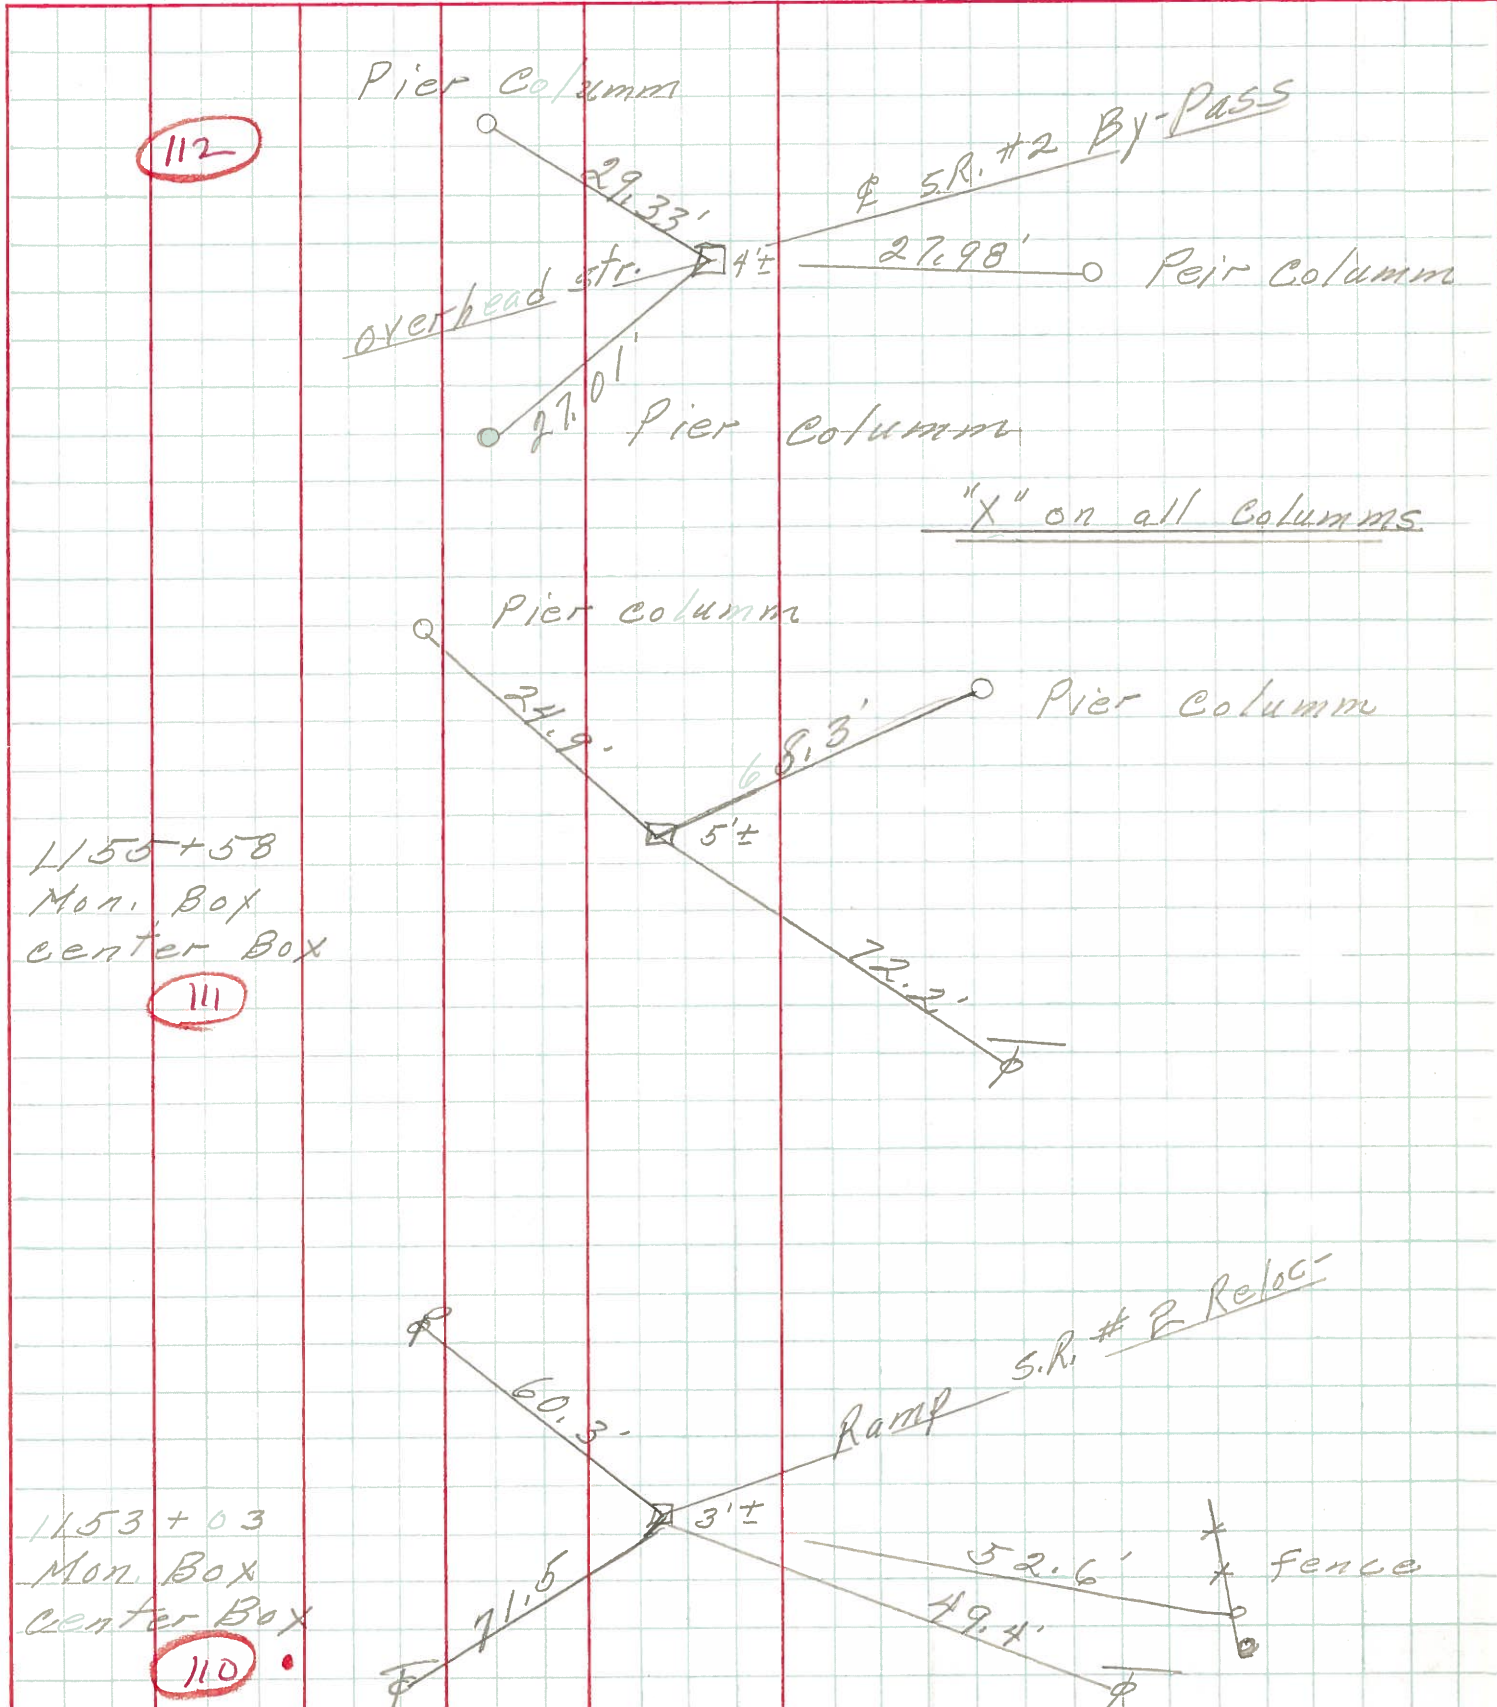 Pier Columm
112
29.33'
℄ S.R. #2 By-Pass
4'±
27.98'
Peir Columm
overhead str.
27.01'
Pier Columm
"X" on all Columms
Pier columm
24.9'
68.3'
Pier Columm
5'±
1155+58
Mon. Box
center Box
111
72.2'
60.3'
Ramp S.R. #2 Reloc-
3'±
1153+03
Mon. Box
center Box
110
71.5
52.6'
49.4'
fence